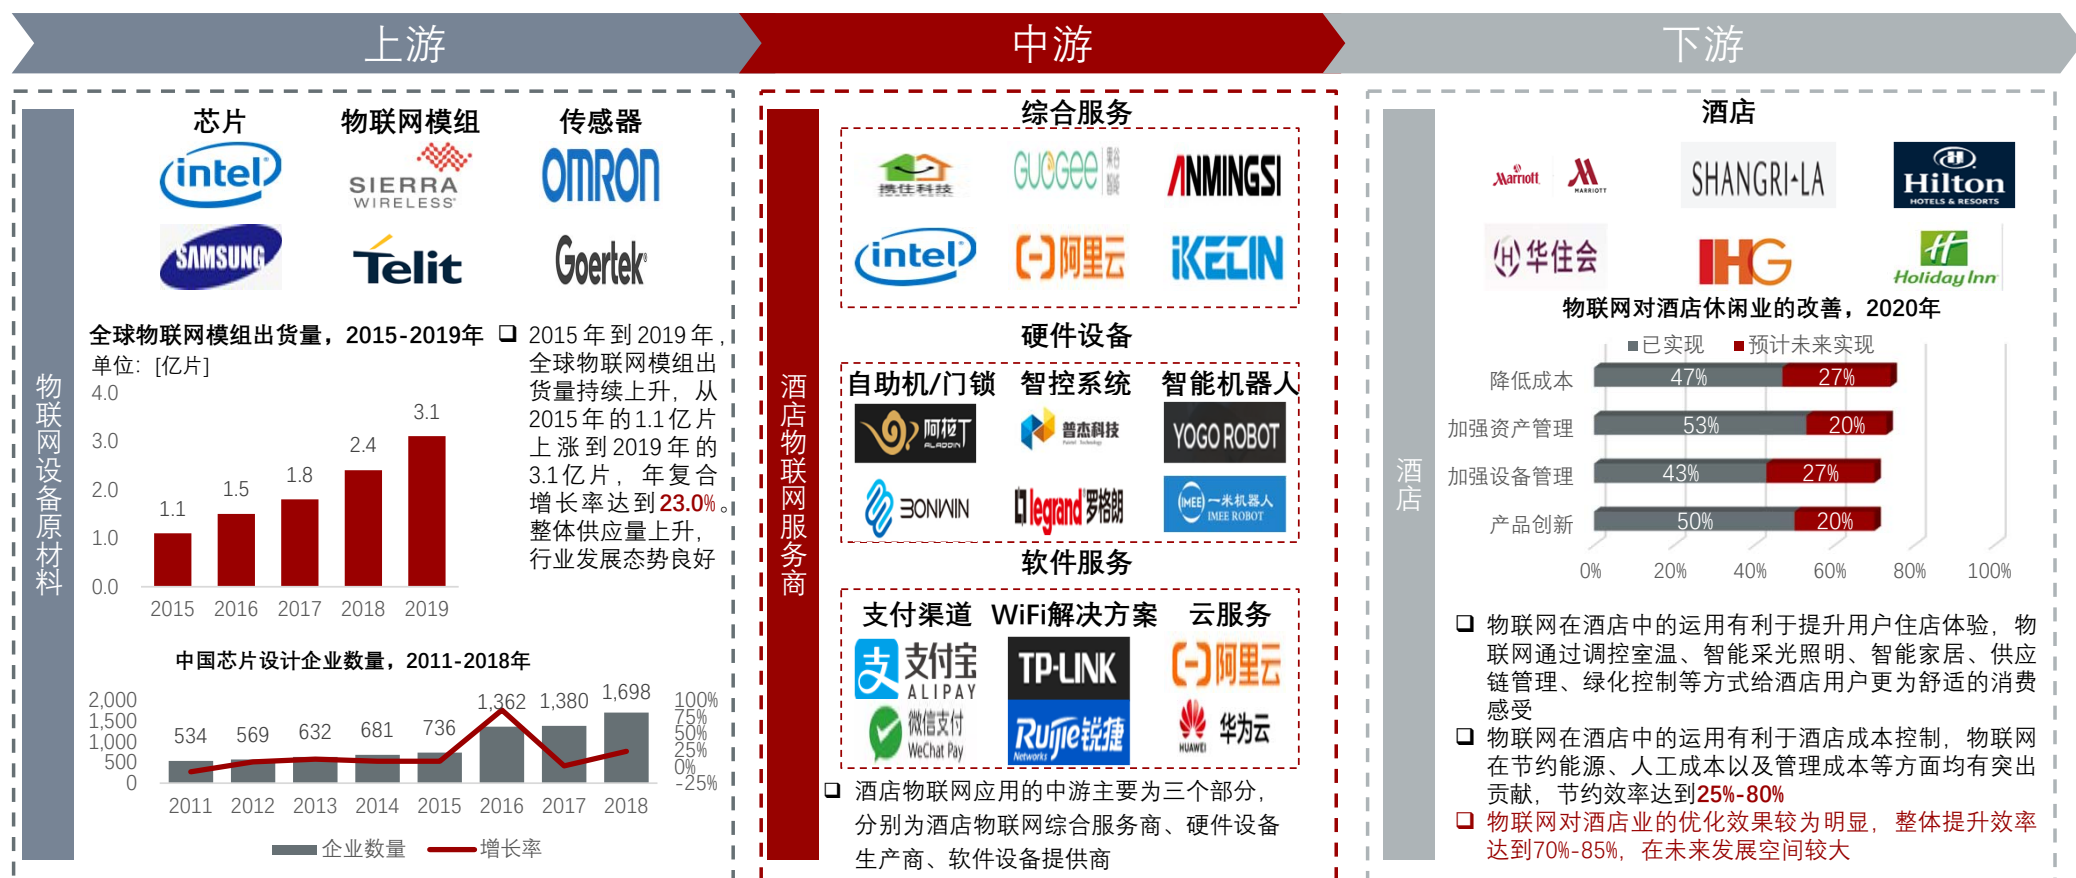 上游
中游
下游
物联网设备原材料
芯片
物联网模组
传感器
intel
SIERRA
WIRELESS
OMRON
SAMSUNG
Telit
Goertek
全球物联网模组出货量，2015-2019年
单位：[亿片]
4.0
3.0
2.0
1.0
0.0
1.1
1.5
1.8
2.4
3.1
2015 2016 2017 2018 2019
❑ 2015年到2019年，
全球物联网模组出
货量持续上升，从
2015年的1.1亿片
上涨到2019年的
3.1亿片，年复合
增长率达到23.0%。
整体供应量上升，
行业发展态势良好
中国芯片设计企业数量，2011-2018年
2,000
1,500
1,000
500
0
534 569 632 681 736 1,362 1,380 1,698
100%
75%
50%
25%
0%
-25%
2011 2012 2013 2014 2015 2016 2017 2018
企业数量 增长率
酒店物联网服务商
综合服务
携住科技
GUOGEE 果谷智能
ANMINGSI
intel
阿里云
iKECIN
硬件设备
自助机/门锁
智控系统
智能机器人
阿拉丁
ALADDIN
普杰科技
YOGO ROBOT
BONWIN
legrand 罗格朗
IMEE 一米机器人
IMEE ROBOT
软件服务
支付渠道
WiFi解决方案
云服务
支 支付宝
ALIPAY
TP-LINK
阿里云
微信支付
WeChat Pay
Ruijie 锐捷
Networks
HUAWEI
华为云
❑ 酒店物联网应用的中游主要为三个部分，
分别为酒店物联网综合服务商、硬件设备
生产商、软件设备提供商
酒店
酒店
Marriott
MARRIOTT
SHANGRI-LA
Hilton
HOTELS & RESORTS
华住会
IHG
Holiday Inn
物联网对酒店休闲业的改善，2020年
已实现 预计未来实现
降低成本 47% 27%
加强资产管理 53% 20%
加强设备管理 43% 27%
产品创新 50% 20%
0% 20% 40% 60% 80% 100%
❑ 物联网在酒店中的运用有利于提升用户住店体验，物
联网通过调控室温、智能采光照明、智能家居、供应
链管理、绿化控制等方式给酒店用户更为舒适的消费
感受
❑ 物联网在酒店中的运用有利于酒店成本控制，物联网
在节约能源、人工成本以及管理成本等方面均有突出
贡献，节约效率达到25%-80%
❑ 物联网对酒店业的优化效果较为明显，整体提升效率
达到70%-85%，在未来发展空间较大